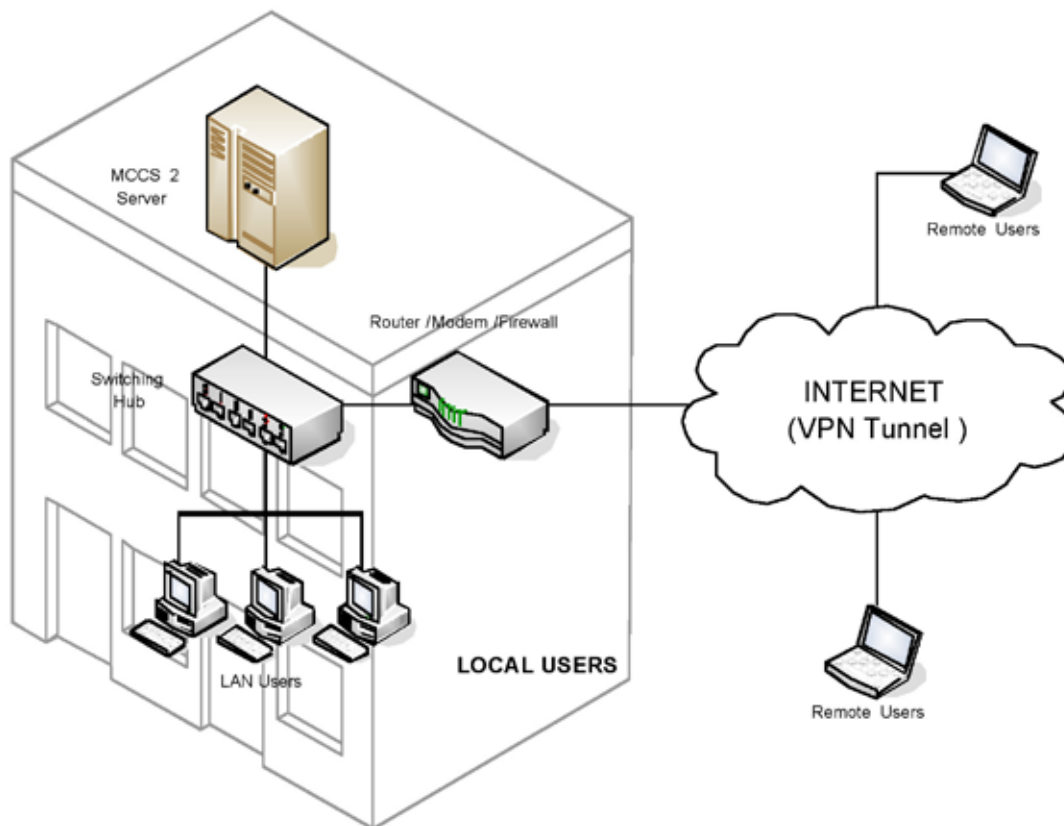 MCCS 2
Server
Remote Users
Router /Modem /Firewall
Switching
Hub
INTERNET
(VPN Tunnel )
LOCAL USERS
LAN Users
Remote Users